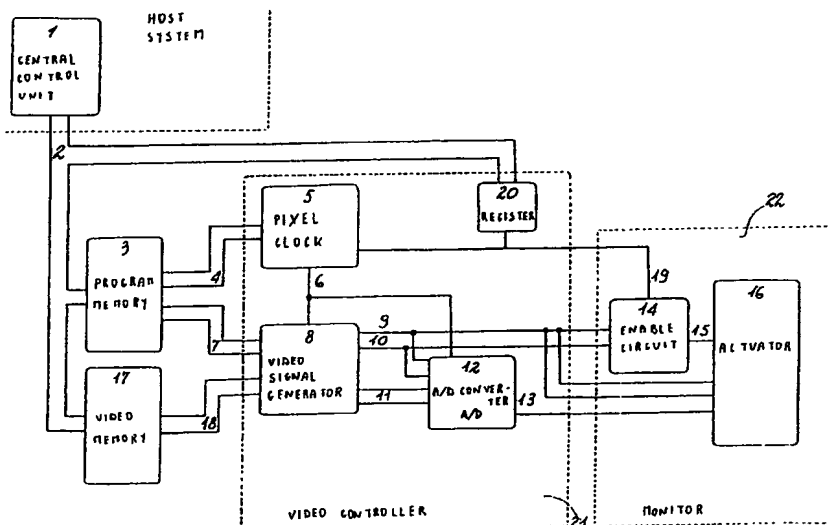 HOST
SYSTEM
1
CENTRAL
CONTROL
UNIT
2
20
REGISTER
5
PIXEL
CLOCK
22
3
PROGRAM
MEMORY
4
6
19
14
ENABLE
CIRCUIT
15
16
ACTUATOR
7
8
VIDEO
SIGNAL
GENERATOR
9
10
11
12
A/D CONVER-
TER
A/D
13
17
VIDEO
MEMORY
18
VIDEO CONTROLLER
21
MONITOR